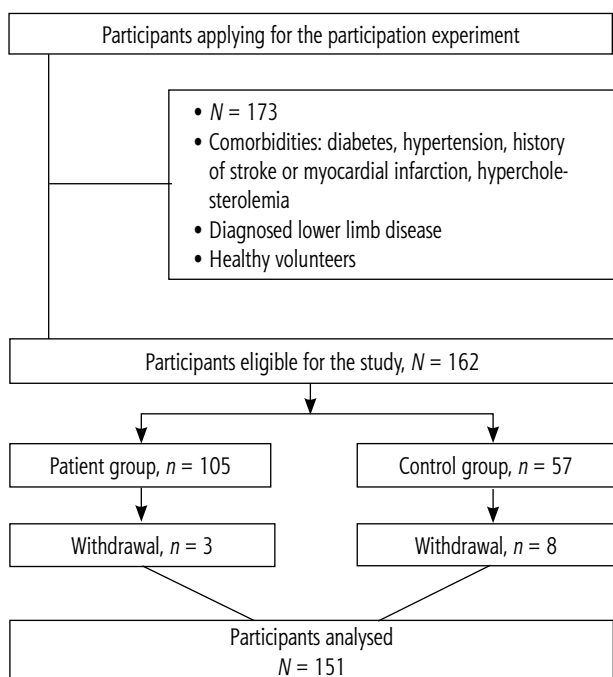 Participants applying for the participation experiment
• N = 173
• Comorbidities: diabetes, hypertension, history
of stroke or myocardial infarction, hyperchole-
sterolemia
• Diagnosed lower limb disease
• Healthy volunteers
Participants eligible for the study, N = 162
Patient group, n = 105
Control group, n = 57
Withdrawal, n = 3
Withdrawal, n = 8
Participants analysed
N = 151